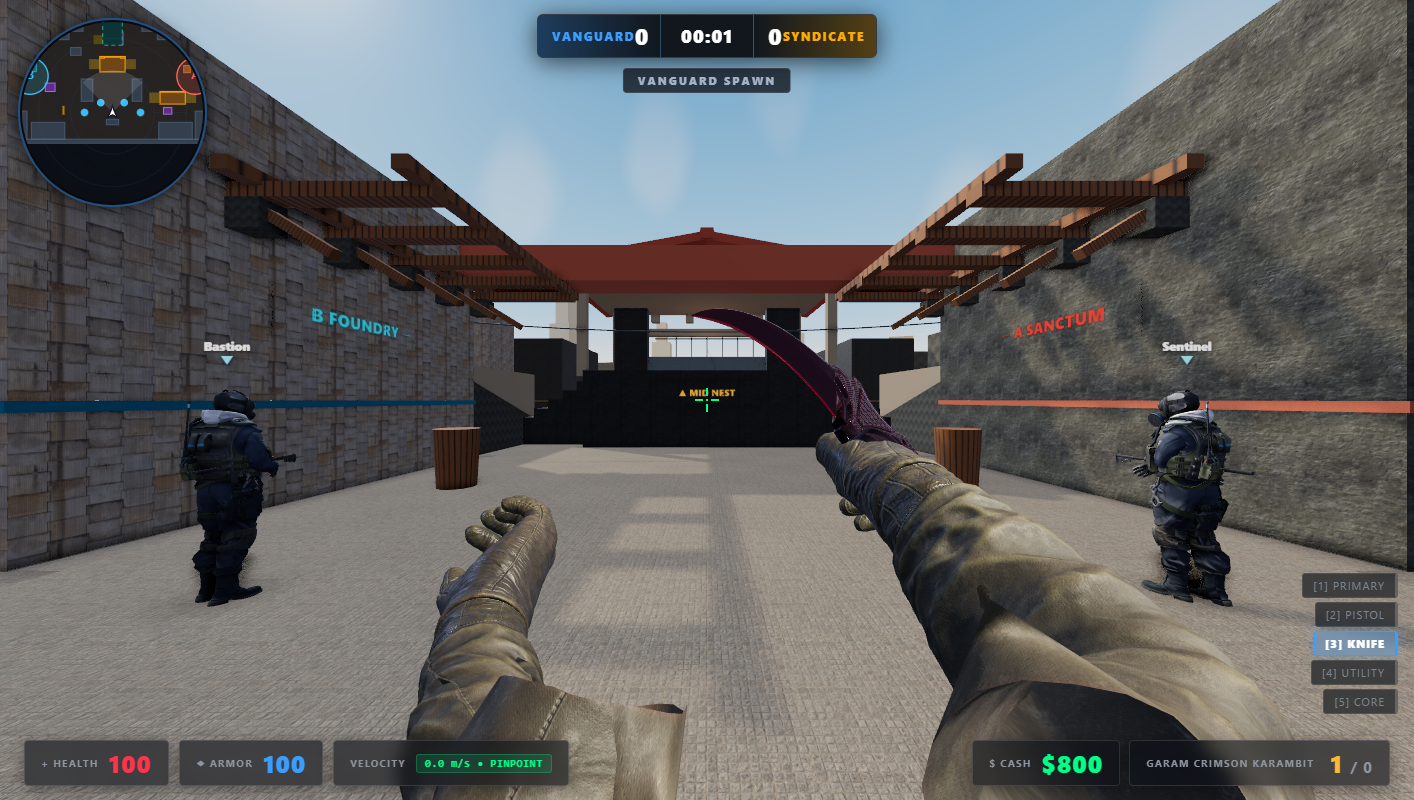 VANGUARD 0 00:01 0 SYNDICATE
VANGUARD SPAWN
B
A
B FOUNDRY
A SANCTUM
Bastion
Sentinel
▲ MID NEST
[1] PRIMARY
[2] PISTOL
[3] KNIFE
[4] UTILITY
[5] CORE
+ HEALTH 100
◆ ARMOR 100
VELOCITY 0.0 m/s • PINPOINT
$ CASH $800
GARAM CRIMSON KARAMBIT 1 / 0